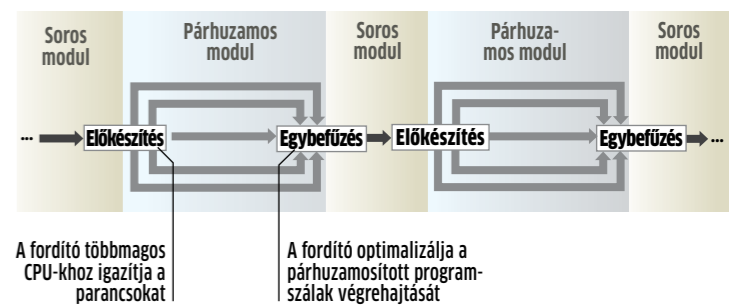 Soros
modul
Párhuzamos
modul
Soros
modul
Párhuza-
mos modul
Soros
modul
...
Előkészítés
Egybefűzés
Előkészítés
Egybefűzés
...
A fordító többmagos
CPU-khoz igazítja a
parancsokat
A fordító optimalizálja a
párhuzamosított program-
szálak végrehajtását